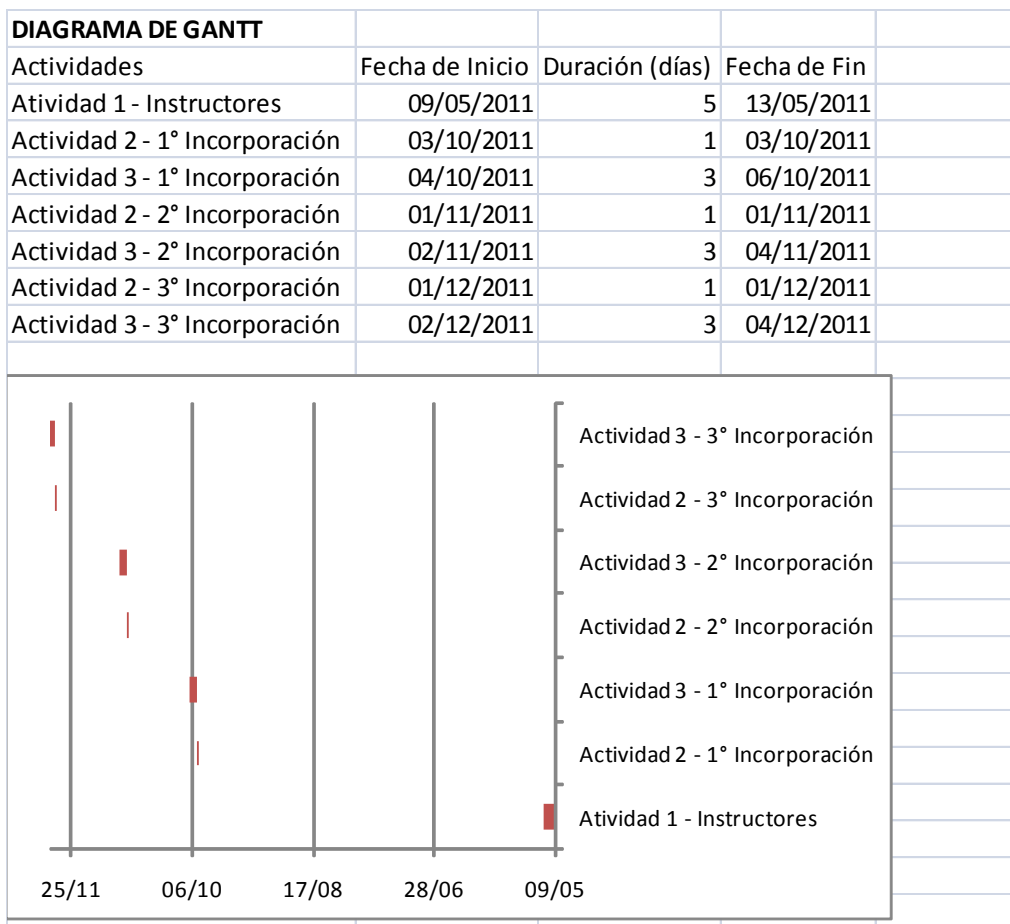 DIAGRAMA DE GANTT
Actividades Fecha de Inicio Duración (días) Fecha de Fin
Atividad 1 - Instructores 09/05/2011 5 13/05/2011
Actividad 2 - 1° Incorporación 03/10/2011 1 03/10/2011
Actividad 3 - 1° Incorporación 04/10/2011 3 06/10/2011
Actividad 2 - 2° Incorporación 01/11/2011 1 01/11/2011
Actividad 3 - 2° Incorporación 02/11/2011 3 04/11/2011
Actividad 2 - 3° Incorporación 01/12/2011 1 01/12/2011
Actividad 3 - 3° Incorporación 02/12/2011 3 04/12/2011
Actividad 3 - 3° Incorporación
Actividad 2 - 3° Incorporación
Actividad 3 - 2° Incorporación
Actividad 2 - 2° Incorporación
Actividad 3 - 1° Incorporación
Actividad 2 - 1° Incorporación
Atividad 1 - Instructores
25/11 06/10 17/08 28/06 09/05